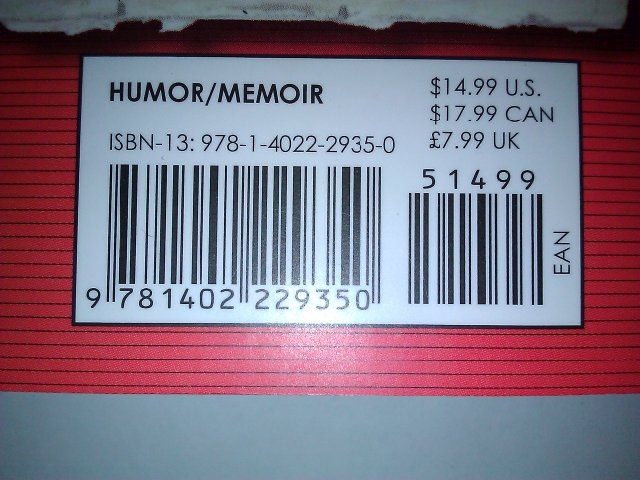 HUMOR/MEMOIR
$14.99 U.S.
$17.99 CAN
£7.99 UK
ISBN-13: 978-1-4022-2935-0
51499
EAN
9 781402 229350